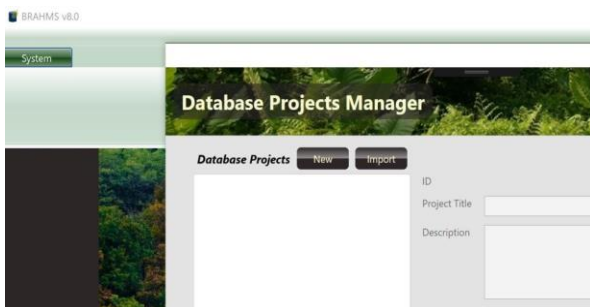 BRAHMS v8.0
System
Database Projects Manager
Database Projects New Import
ID
Project Title
Description